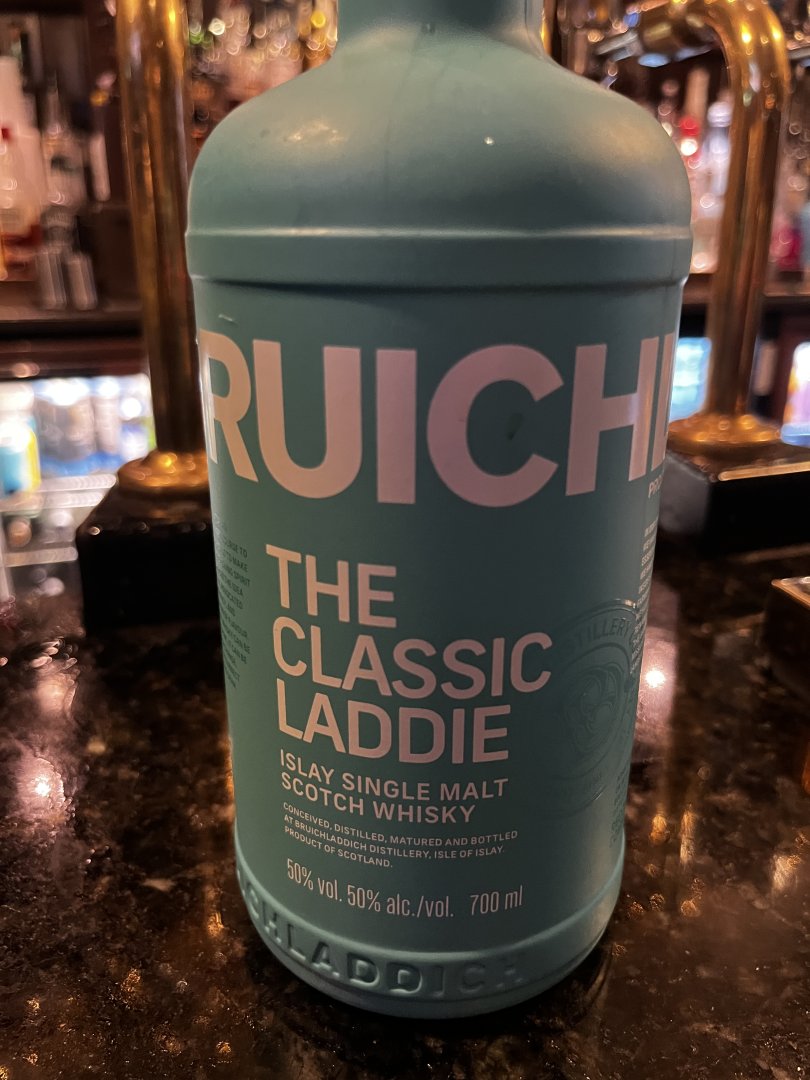 RUICH
THE
CLASSIC
LADDIE
ISLAY SINGLE MALT
SCOTCH WHISKY
CONCEIVED, DISTILLED, MATURED AND BOTTLED
AT BRUICHLADDICH DISTILLERY, ISLE OF ISLAY.
PRODUCT OF SCOTLAND.
50% vol. 50% alc./vol. 700 ml
CHLADDICH